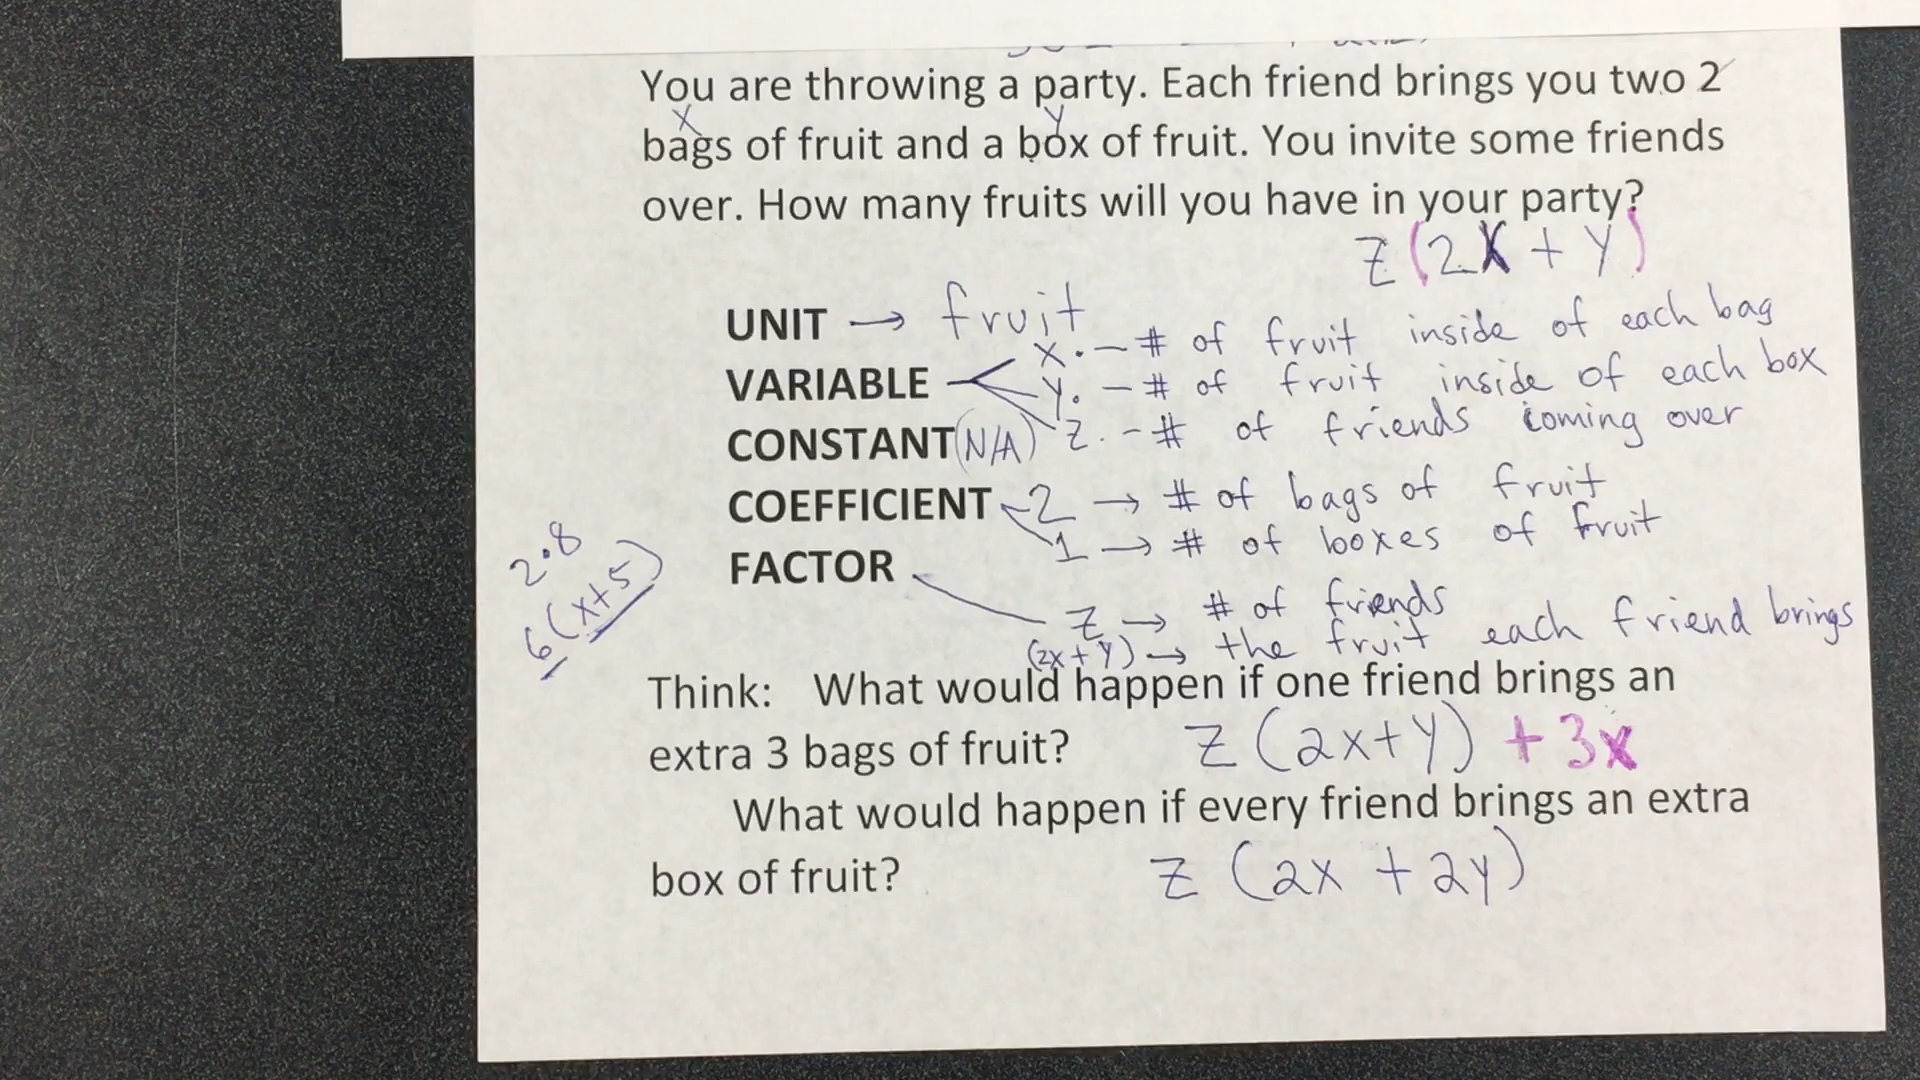 You are throwing a party. Each friend brings you two 2
x y
bags of fruit and a box of fruit. You invite some friends
over. How many fruits will you have in your party?
z(2x + y)
UNIT → fruit
x. - # of fruit inside of each bag
VARIABLE y. - # of fruit inside of each box
CONSTANT (N/A) z. - # of friends coming over
COEFFICIENT 2 → # of bags of fruit
1 → # of boxes of fruit
2·8
FACTOR
6(x+5)
z → # of friends
(2x + y) → the fruit each friend brings
Think: What would happen if one friend brings an
extra 3 bags of fruit? z(2x+y) + 3x
What would happen if every friend brings an extra
box of fruit? z (2x + 2y)